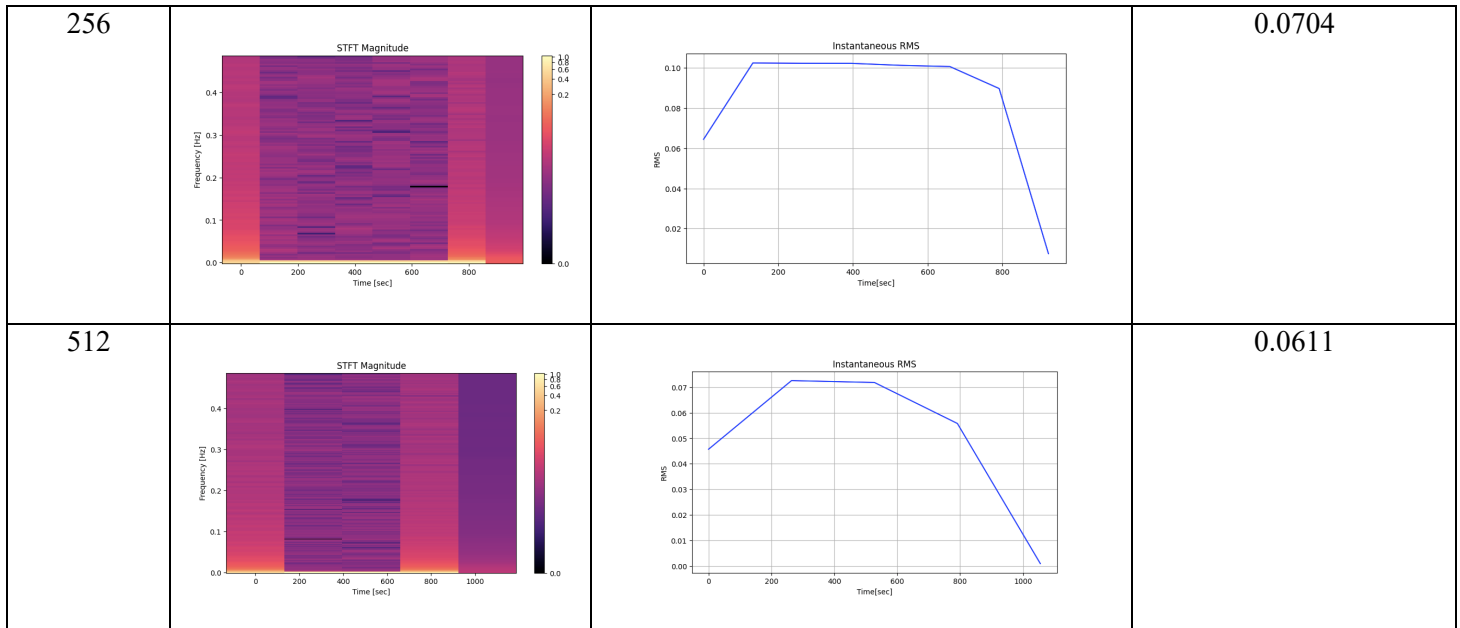 256
0.0704
STFT Magnitude
Frequency [Hz]
0.4
0.3
0.2
0.1
0.0
0 200 400 600 800
Time [sec]
1.0
0.8
0.6
0.4
0.2
0.0
Instantaneous RMS
RMS
0.10
0.08
0.06
0.04
0.02
0 200 400 600 800
Time[sec]
512
0.0611
STFT Magnitude
Frequency [Hz]
0.4
0.3
0.2
0.1
0.0
0 200 400 600 800 1000
Time [sec]
1.0
0.8
0.6
0.4
0.2
0.0
Instantaneous RMS
RMS
0.07
0.06
0.05
0.04
0.03
0.02
0.01
0.00
0 200 400 600 800 1000
Time[sec]